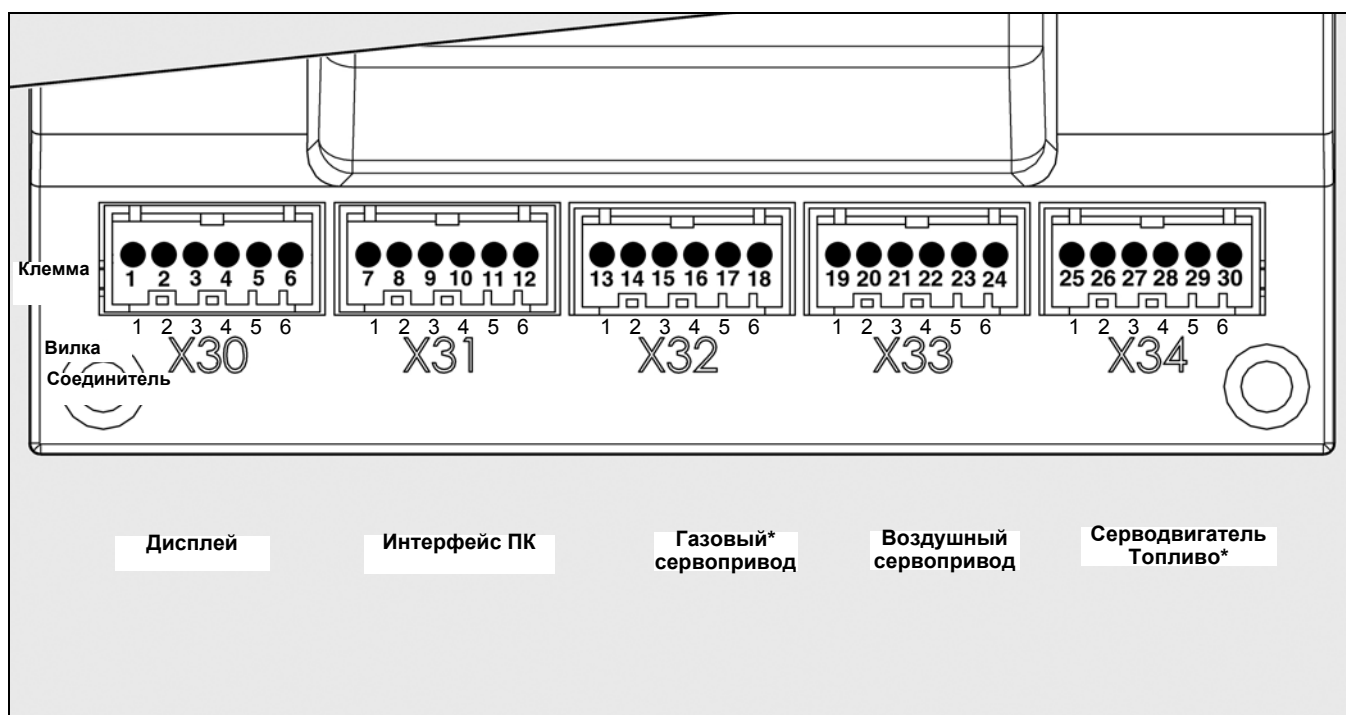 Клемма
1 2 3 4 5 6
7 8 9 10 11 12
13 14 15 16 17 18
19 20 21 22 23 24
25 26 27 28 29 30
Вилка
1 2 3 4 5 6
1 2 3 4 5 6
1 2 3 4 5 6
1 2 3 4 5 6
1 2 3 4 5 6
Соединитель
X30
X31
X32
X33
X34
Дисплей
Интерфейс ПК
Газовый*
сервопривод
Воздушный
сервопривод
Серводвигатель
Топливо*